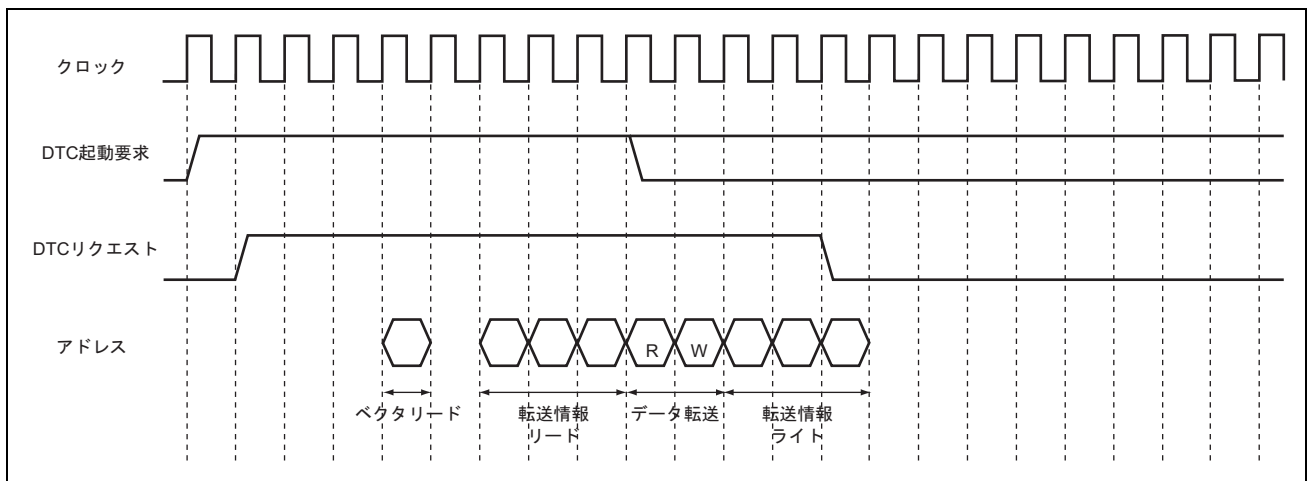 クロック
DTC起動要求
DTCリクエスト
アドレス
R
W
ベクタリード
転送情報
リード
データ転送
転送情報
ライト